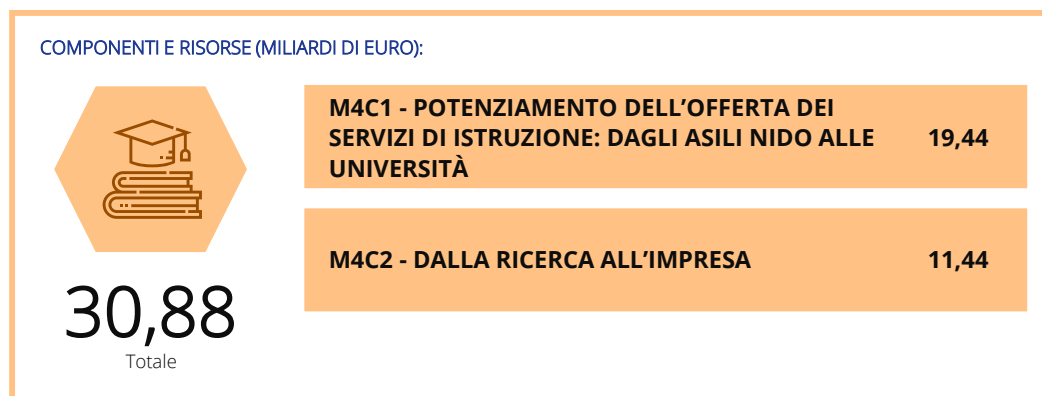 COMPONENTI E RISORSE (MILIARDI DI EURO):
M4C1 - POTENZIAMENTO DELL’OFFERTA DEI
SERVIZI DI ISTRUZIONE: DAGLI ASILI NIDO ALLE
UNIVERSITÀ
19,44
M4C2 - DALLA RICERCA ALL’IMPRESA
11,44
30,88
Totale